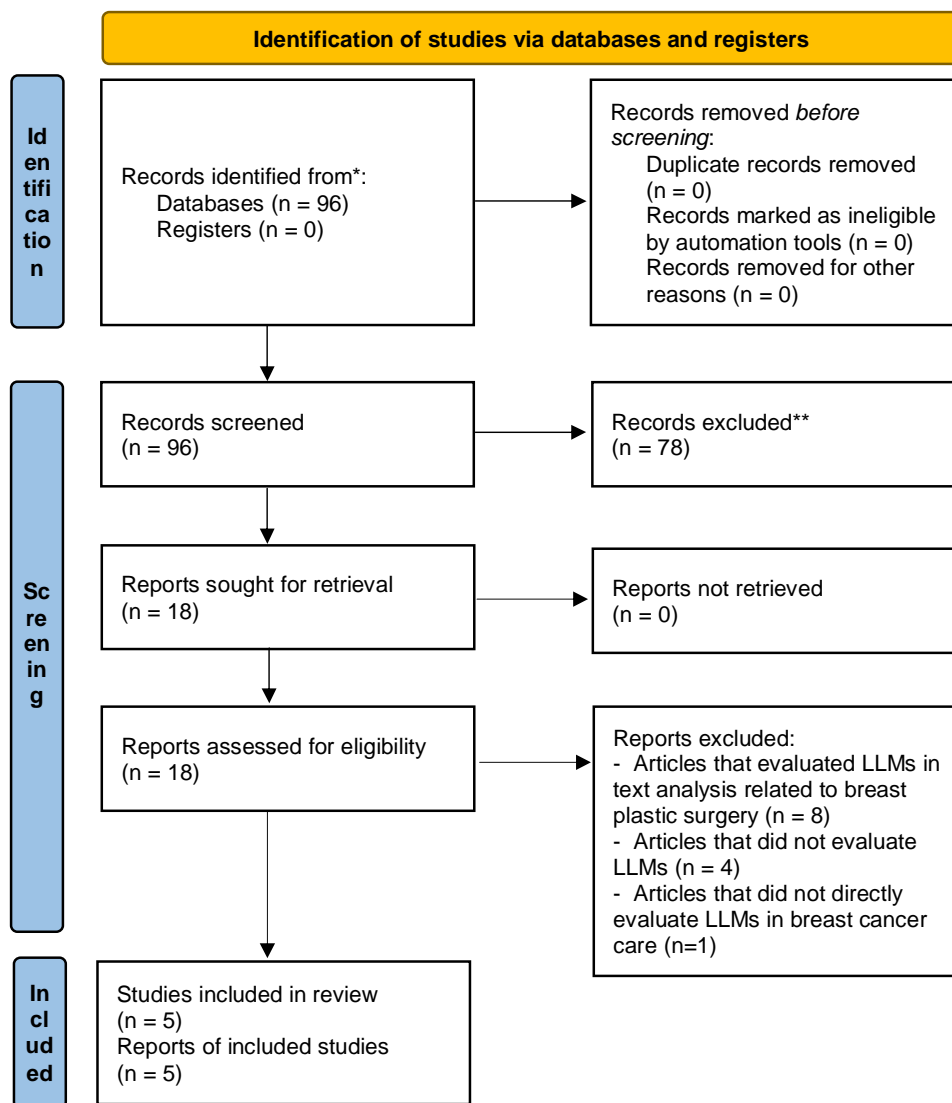 Identification of studies via databases and registers
Id
en
tifi
ca
tio
n
Records identified from*:
Databases (n = 96)
Registers (n = 0)
Records removed before
screening:
Duplicate records removed
(n = 0)
Records marked as ineligible
by automation tools (n = 0)
Records removed for other
reasons (n = 0)
Sc
re
en
in
g
Records screened
(n = 96)
Records excluded**
(n = 78)
Reports sought for retrieval
(n = 18)
Reports not retrieved
(n = 0)
Reports assessed for eligibility
(n = 18)
Reports excluded:
- Articles that evaluated LLMs in
text analysis related to breast
plastic surgery (n = 8)
- Articles that did not evaluate
LLMs (n = 4)
- Articles that did not directly
evaluate LLMs in breast cancer
care (n=1)
In
cl
ud
ed
Studies included in review
(n = 5)
Reports of included studies
(n = 5)